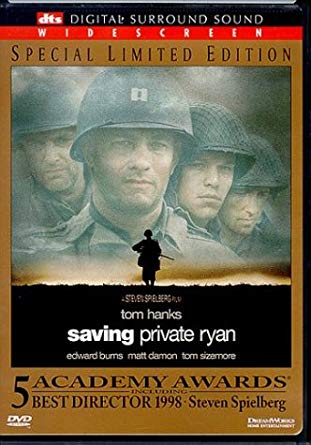 dts DIGITAL SURROUND SOUND
WIDESCREEN
SPECIAL LIMITED EDITION
A STEVEN SPIELBERG FILM
tom hanks
saving private ryan
edward burns matt damon tom sizemore
5 ACADEMY AWARDS
INCLUDING
BEST DIRECTOR 1998 - Steven Spielberg
DVD
DREAMWORKS
HOME ENTERTAINMENT